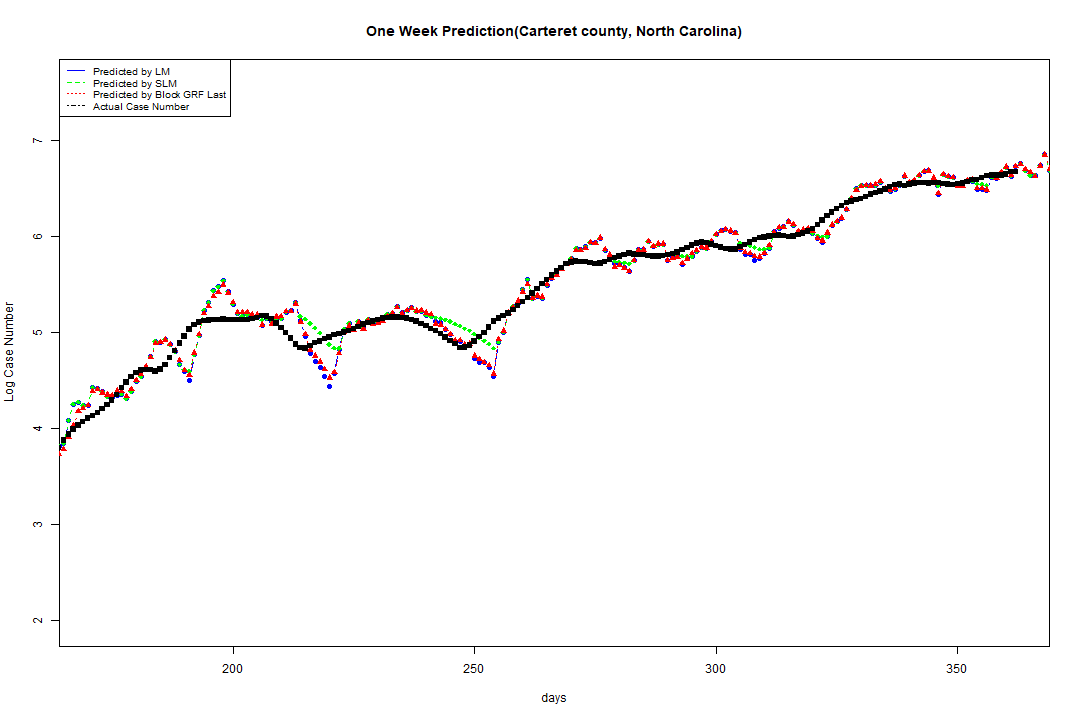 One Week Prediction(Carteret county, North Carolina)
Predicted by LM
Predicted by SLM
Predicted by Block GRF Last
Actual Case Number
7
6
5
4
3
2
Log Case Number
200 250 300 350
days